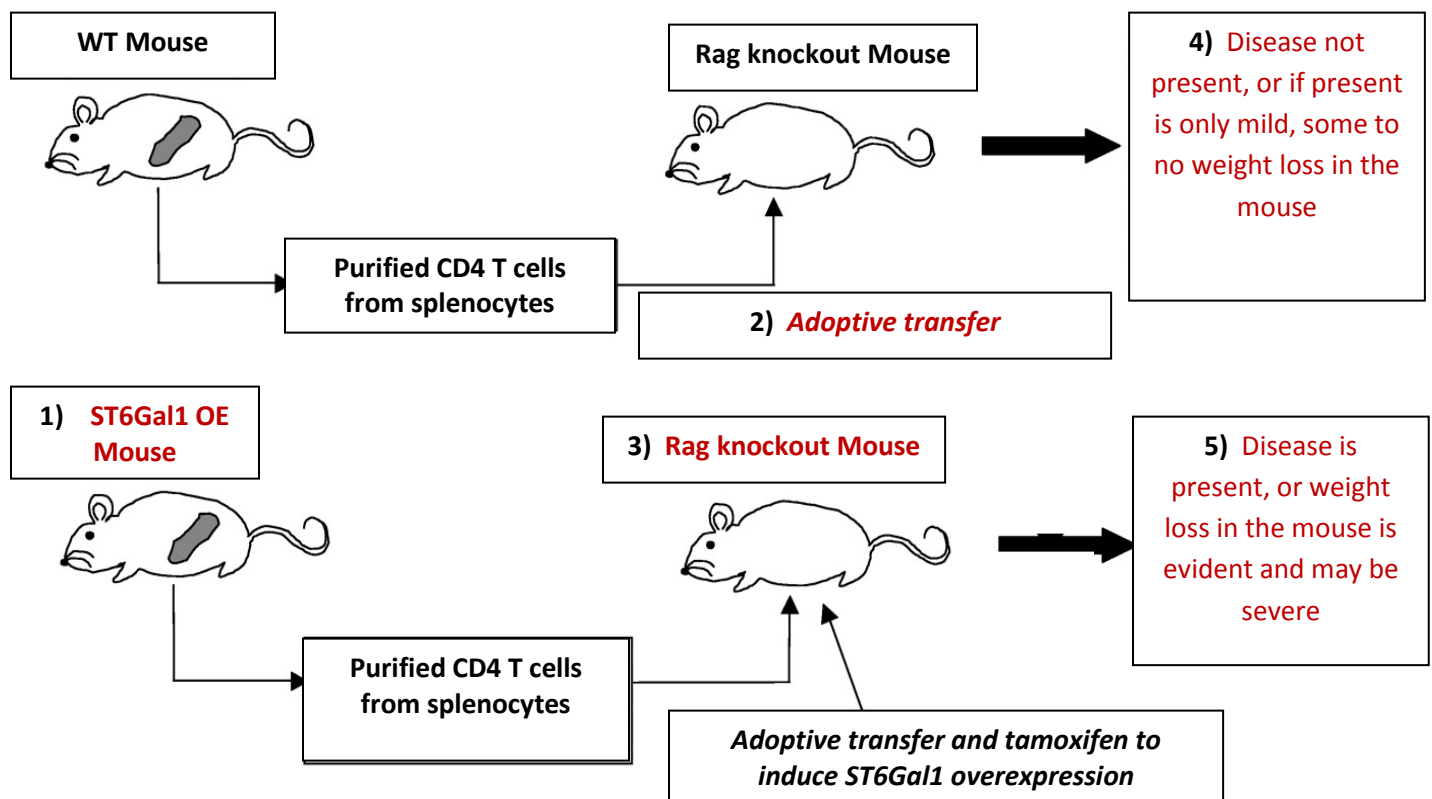 WT Mouse
Rag knockout Mouse
4) Disease not
present, or if present
is only mild, some to
no weight loss in the
mouse
Purified CD4 T cells
from splenocytes
2) Adoptive transfer
1) ST6Gal1 OE
Mouse
3) Rag knockout Mouse
5) Disease is
present, or weight
loss in the mouse is
evident and may be
severe
Purified CD4 T cells
from splenocytes
Adoptive transfer and tamoxifen to
induce ST6Gal1 overexpression